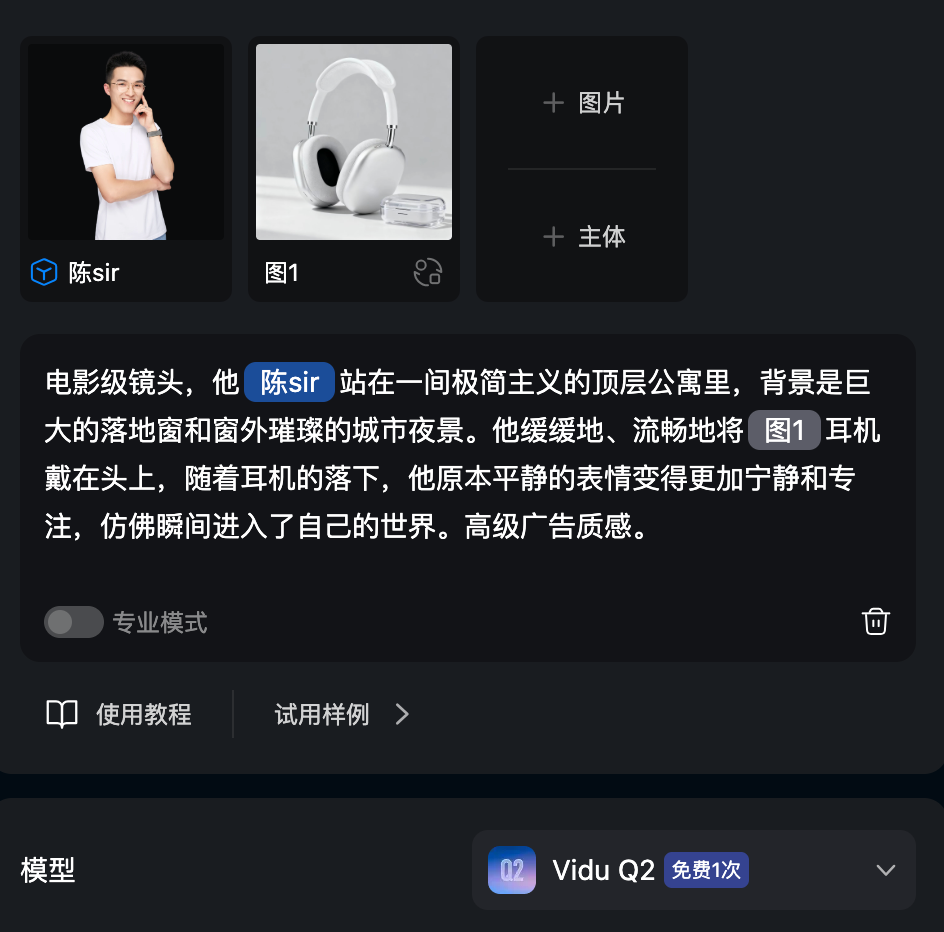 图片
主体
陈sir
图1
电影级镜头，他 陈sir 站在一间极简主义的顶层公寓里，背景是巨
大的落地窗和窗外璀璨的城市夜景。他缓缓地、流畅地将 图1 耳机
戴在头上，随着耳机的落下，他原本平静的表情变得更加宁静和专
注，仿佛瞬间进入了自己的世界。高级广告质感。
专业模式
使用教程
试用样例
模型
Q2
Vidu Q2
免费1次